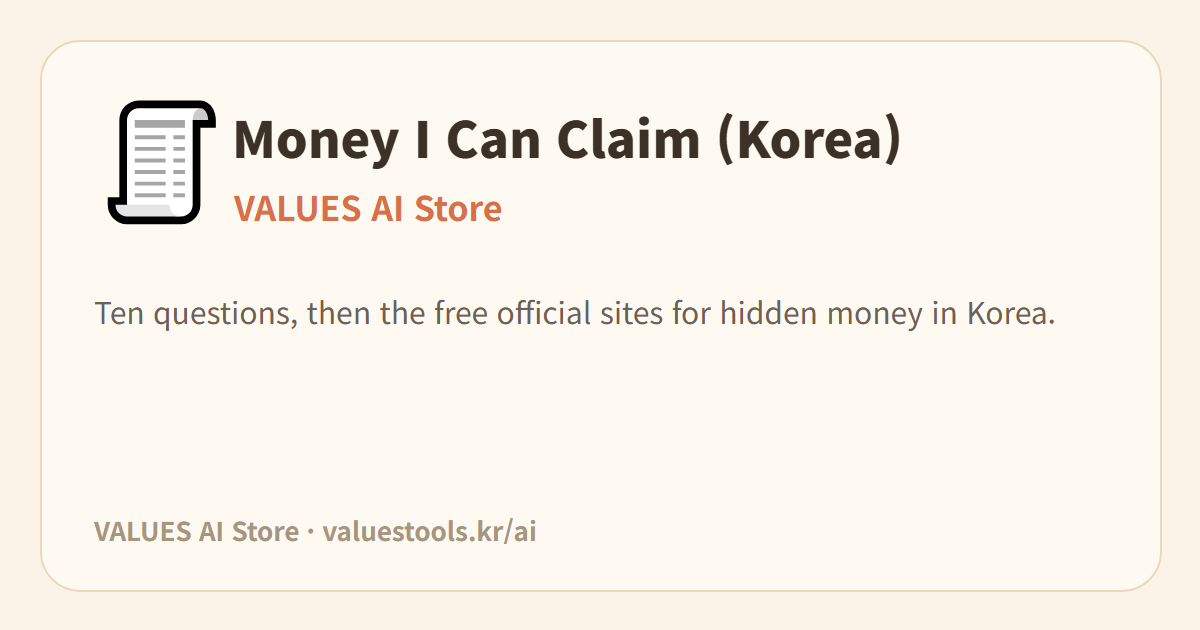 Money I Can Claim (Korea)
VALUES AI Store
Ten questions, then the free official sites for hidden money in Korea.
VALUES AI Store · valuestools.kr/ai